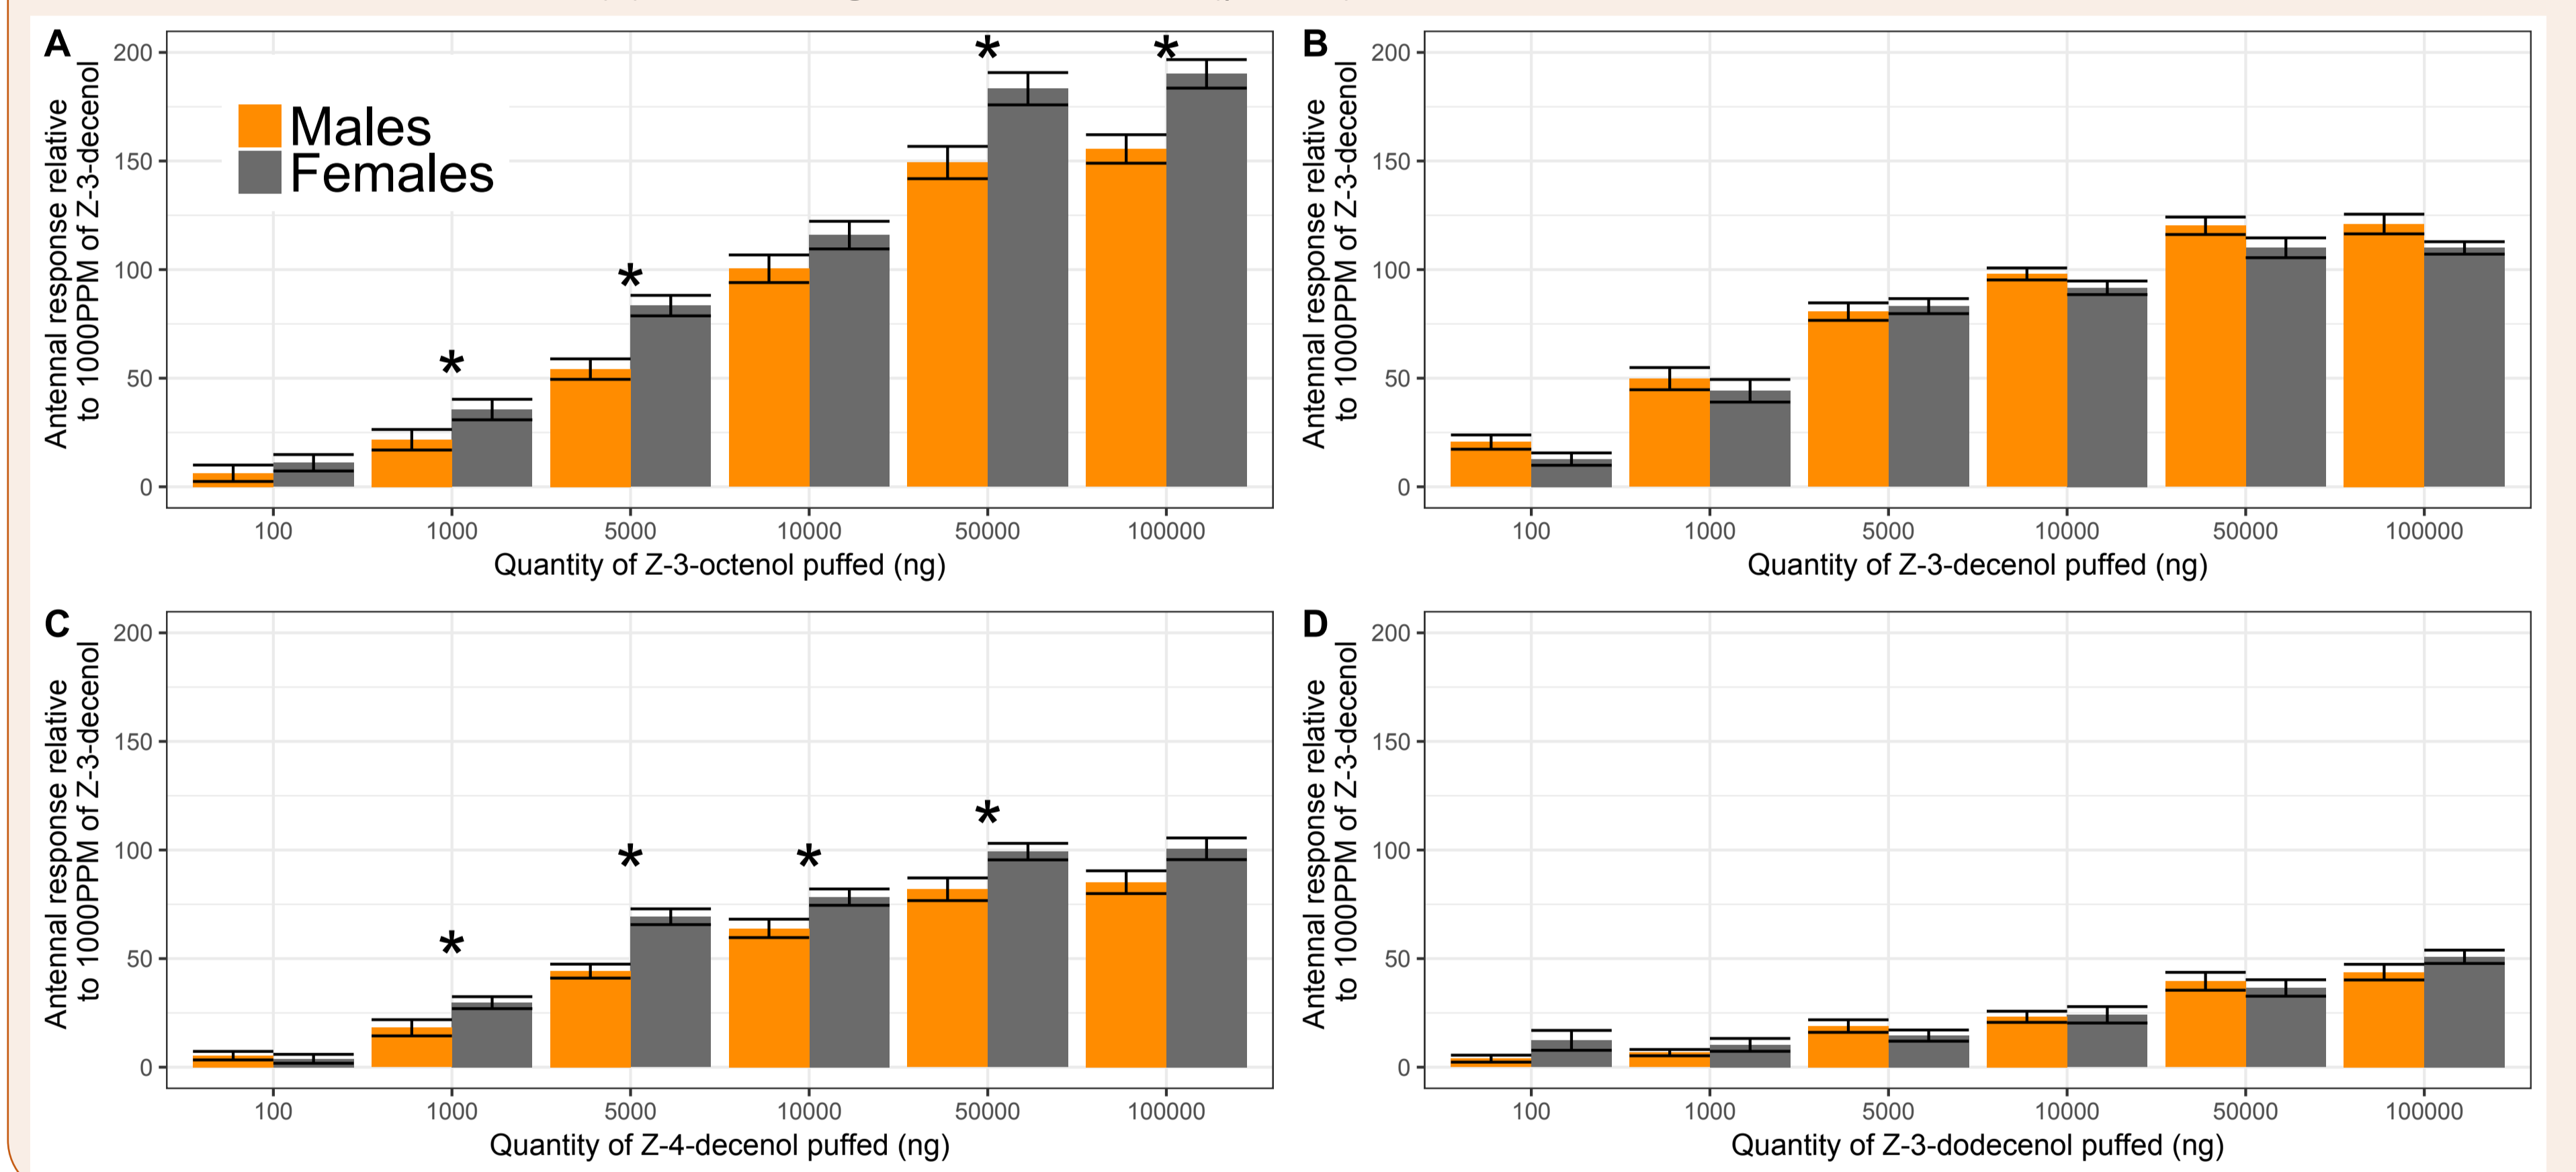 A
Antennal response relative
to 1000PPM of Z-3-decenol
200
150
100
50
0
Males
Females
*
*
*
*
100 1000 5000 10000 50000 100000
Quantity of Z-3-octenol puffed (ng)
B
Antennal response relative
to 1000PPM of Z-3-decenol
200
150
100
50
0
100 1000 5000 10000 50000 100000
Quantity of Z-3-decenol puffed (ng)
C
Antennal response relative
to 1000PPM of Z-3-decenol
200
150
100
50
0
*
*
*
*
100 1000 5000 10000 50000 100000
Quantity of Z-4-decenol puffed (ng)
D
Antennal response relative
to 1000PPM of Z-3-decenol
200
150
100
50
0
100 1000 5000 10000 50000 100000
Quantity of Z-3-dodecenol puffed (ng)